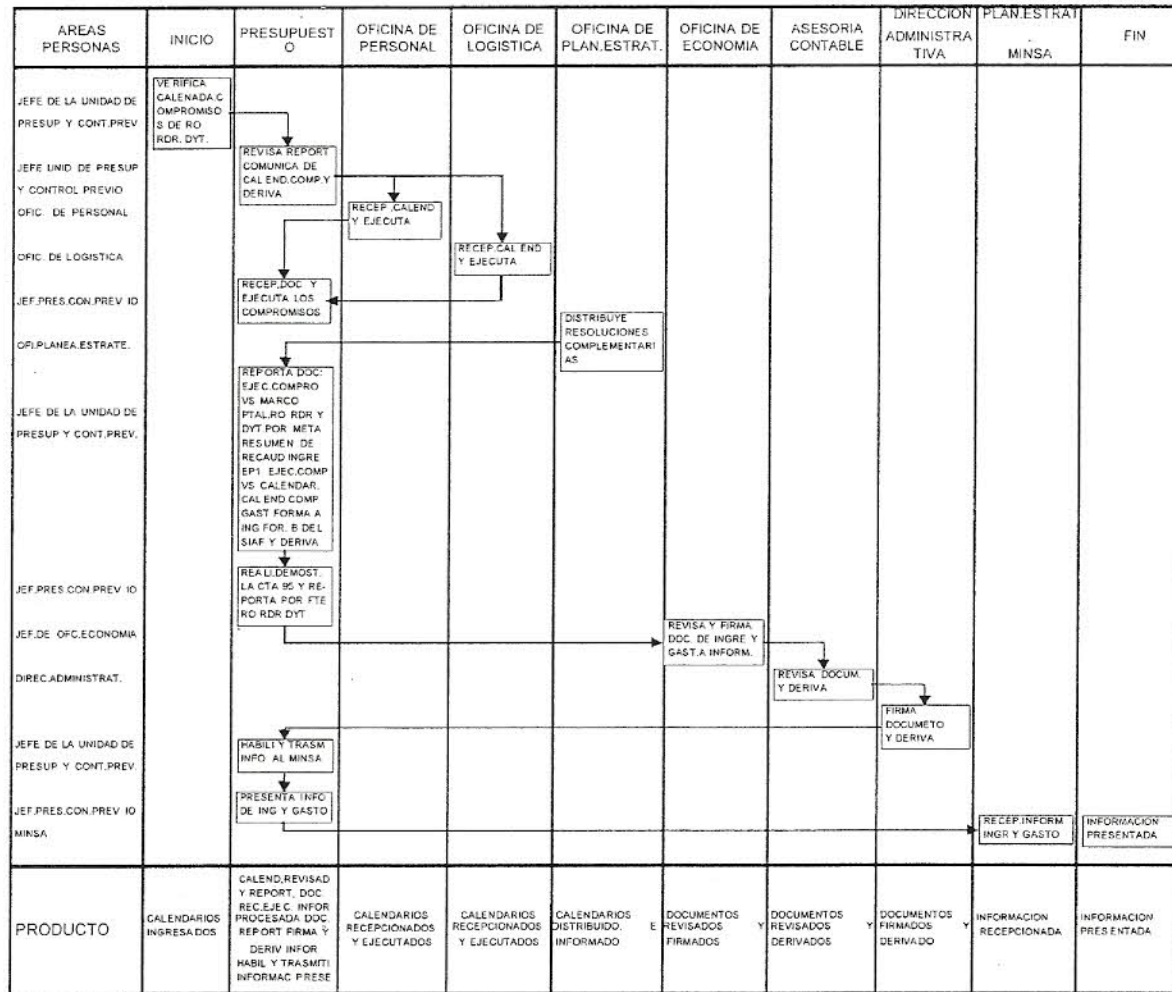 AREAS
PERSONAS
INICIO
PRESUPUEST
O
OFICINA DE
PERSONAL
OFICINA DE
LOGISTICA
OFICINA DE
PLAN.ESTRAT.
OFICINA DE
ECONOMIA
ASESORIA
CONTABLE
DIRECCION
ADMINISTRA
TIVA
PLAN.ESTRAT
.
MINSA
FIN
JEFE DE LA UNIDAD DE
PRESUP Y CONT.PREV
VERIFICA
CALENADA.C
OMPROMISO
S DE RO
RDR. DYT.
JEFE UNID DE PRESUP
Y CONTROL PREVIO
REVISA REPORT
COMUNICA DE
CALEND.COMP.Y
DERIVA
OFIC. DE PERSONAL
RECEP.CALEND
Y EJECUTA
OFIC. DE LOGISTICA
RECEP.CALEND
Y EJECUTA
JEF.PRES.CON.PREV IO
RECEP.DOC. Y
EJECUTA LOS
COMPROMISOS
OFI.PLANEA.ESTRATE.
DISTRIBUYE
RESOLUCIONES
COMPLEMENTARI
AS
JEFE DE LA UNIDAD DE
PRESUP Y CONT.PREV.
REPORTA DOC:
EJEC.COMPRO
VS MARCO
PTAL.RO RDR Y
DYT.POR META
RESUMEN DE
RECAUD INGRE
EP1 EJEC.COMP
VS CALENDAR.
CALEND COMP
GAST FORMA A
ING FOR. B DEL
SIAF Y DERIVA
JEF.PRES CON PREV IO
REALI.DEMOST.
LA CTA 95 Y RE-
PORTA POR FTE
RO RDR DYT
JEF.DE OFC.ECONOMIA
REVISA Y FIRMA
DOC. DE INGRE Y
GAST.A INFORM.
DIREC.ADMINISTRAT.
REVISA DOCUM.
Y DERIVA
FIRMA
DOCUMETO
Y DERIVA
JEFE DE LA UNIDAD DE
PRESUP Y CONT.PREV.
HABILI Y TRASM
INFO AL MINSA
JEF.PRES.CON.PREV IO
PRESENTA INFO
DE ING Y GASTO
MINSA
RECEP.INFORM
INGR Y GASTO
INFORMACION
PRESENTADA
PRODUCTO
CALENDARIOS
INGRESADOS
CALEND,REVISAD
Y REPORT, DOC
REC.EJEC. INFOR
PROCESADA DOC.
REPORT FIRMA Y
DERIV INFOR
HABIL Y TRASMITI
INFORMAC PRESE
CALENDARIOS
RECEPCIONADOS
Y EJECUTADOS
CALENDARIOS
RECEPCIONADOS
Y EJECUTADOS
CALENDARIOS
DISTRIBUIDO. E
INFORMADO
DOCUMENTOS
REVISADOS Y
FIRMADOS
DOCUMENTOS
REVISADOS Y
DERIVADOS
DOCUMENTOS
FIRMADOS Y
DERIVADO
INFORMACION
RECEPCIONADA
INFORMACION
PRESENTADA